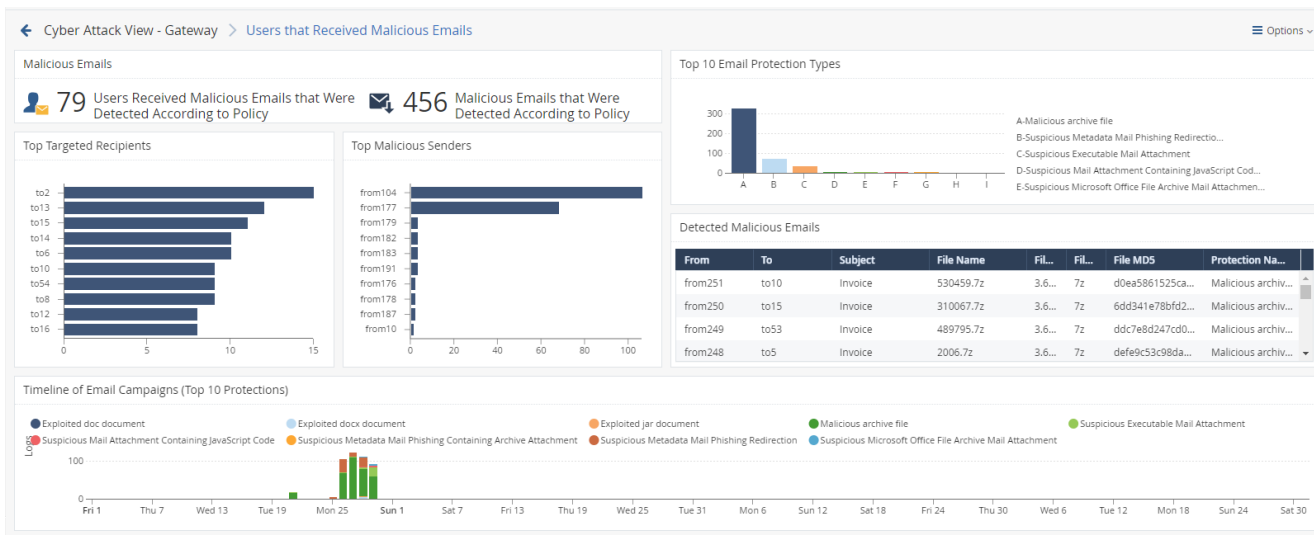 Cyber Attack View - Gateway > Users that Received Malicious Emails
Options
Malicious Emails
79 Users Received Malicious Emails that Were
Detected According to Policy
456 Malicious Emails that Were
Detected According to Policy
Top Targeted Recipients
to2
to13
to15
to14
to6
to10
to54
to8
to12
to16
0 5 10 15
Top Malicious Senders
from104
from177
from179
from182
from183
from191
from176
from178
from187
from10
0 20 40 60 80 100
Top 10 Email Protection Types
300
200
100
0
A B C D E F G H I
A-Malicious archive file
B-Suspicious Metadata Mail Phishing Redirectio...
C-Suspicious Executable Mail Attachment
D-Suspicious Mail Attachment Containing JavaScript Cod...
E-Suspicious Microsoft Office File Archive Mail Attachmen...
Detected Malicious Emails
From To Subject File Name Fil... Fil... File MD5 Protection Na...
from251 to10 Invoice 530459.7z 3.6... 7z d0ea5861525ca... Malicious archiv...
from250 to15 Invoice 310067.7z 3.6... 7z 6dd341e78bfd2... Malicious archiv...
from249 to53 Invoice 489795.7z 3.6... 7z ddc7e8d247cd0... Malicious archiv...
from248 to5 Invoice 2006.7z 3.6... 7z defe9c53c98da... Malicious archiv...
Timeline of Email Campaigns (Top 10 Protections)
Exploited doc document Exploited docx document Exploited jar document Malicious archive file Suspicious Executable Mail Attachment
Suspicious Mail Attachment Containing JavaScript Code Suspicious Metadata Mail Phishing Containing Archive Attachment Suspicious Metadata Mail Phishing Redirection Suspicious Microsoft Office File Archive Mail Attachment
Logs
100
0
Fri 1 Thu 7 Wed 13 Tue 19 Mon 25 Sun 1 Sat 7 Fri 13 Thu 19 Wed 25 Tue 31 Mon 6 Sun 12 Sat 18 Fri 24 Thu 30 Wed 6 Tue 12 Mon 18 Sun 24 Sat 30